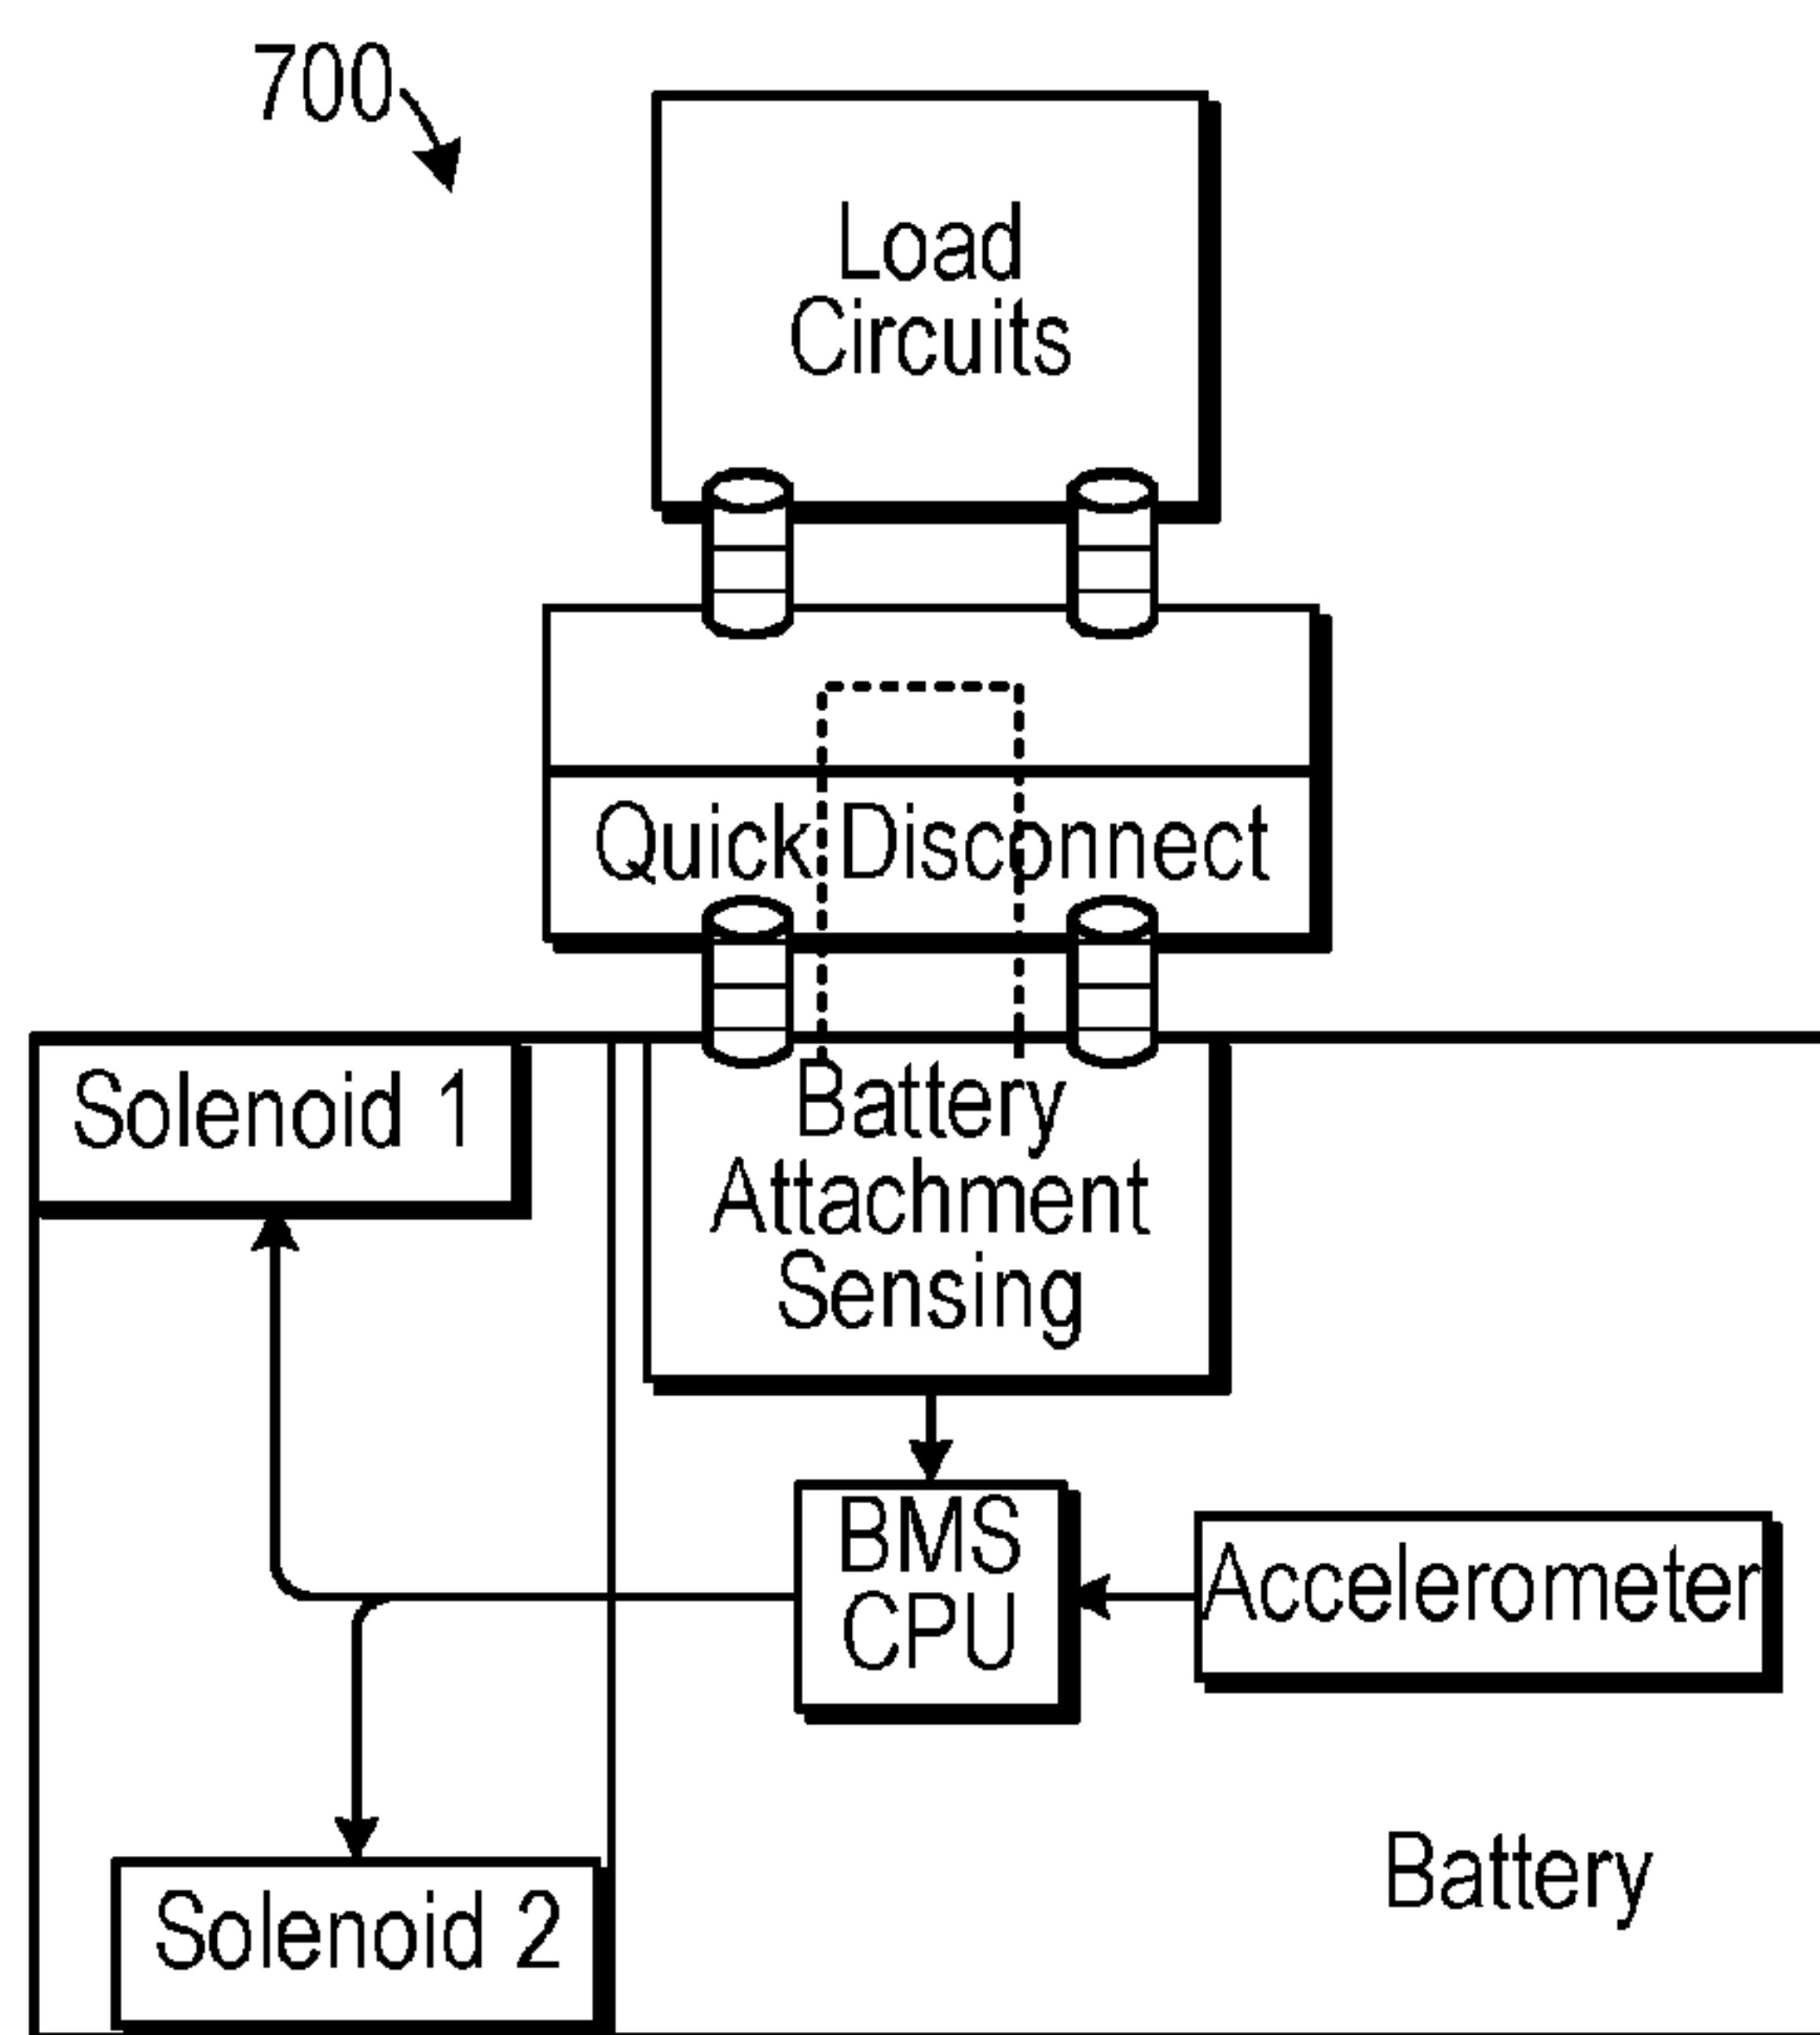 700
Load
Circuits
Quick Disconnect
Solenoid 1
Battery
Attachment
Sensing
BMS
CPU
Accelerometer
Battery
Solenoid 2